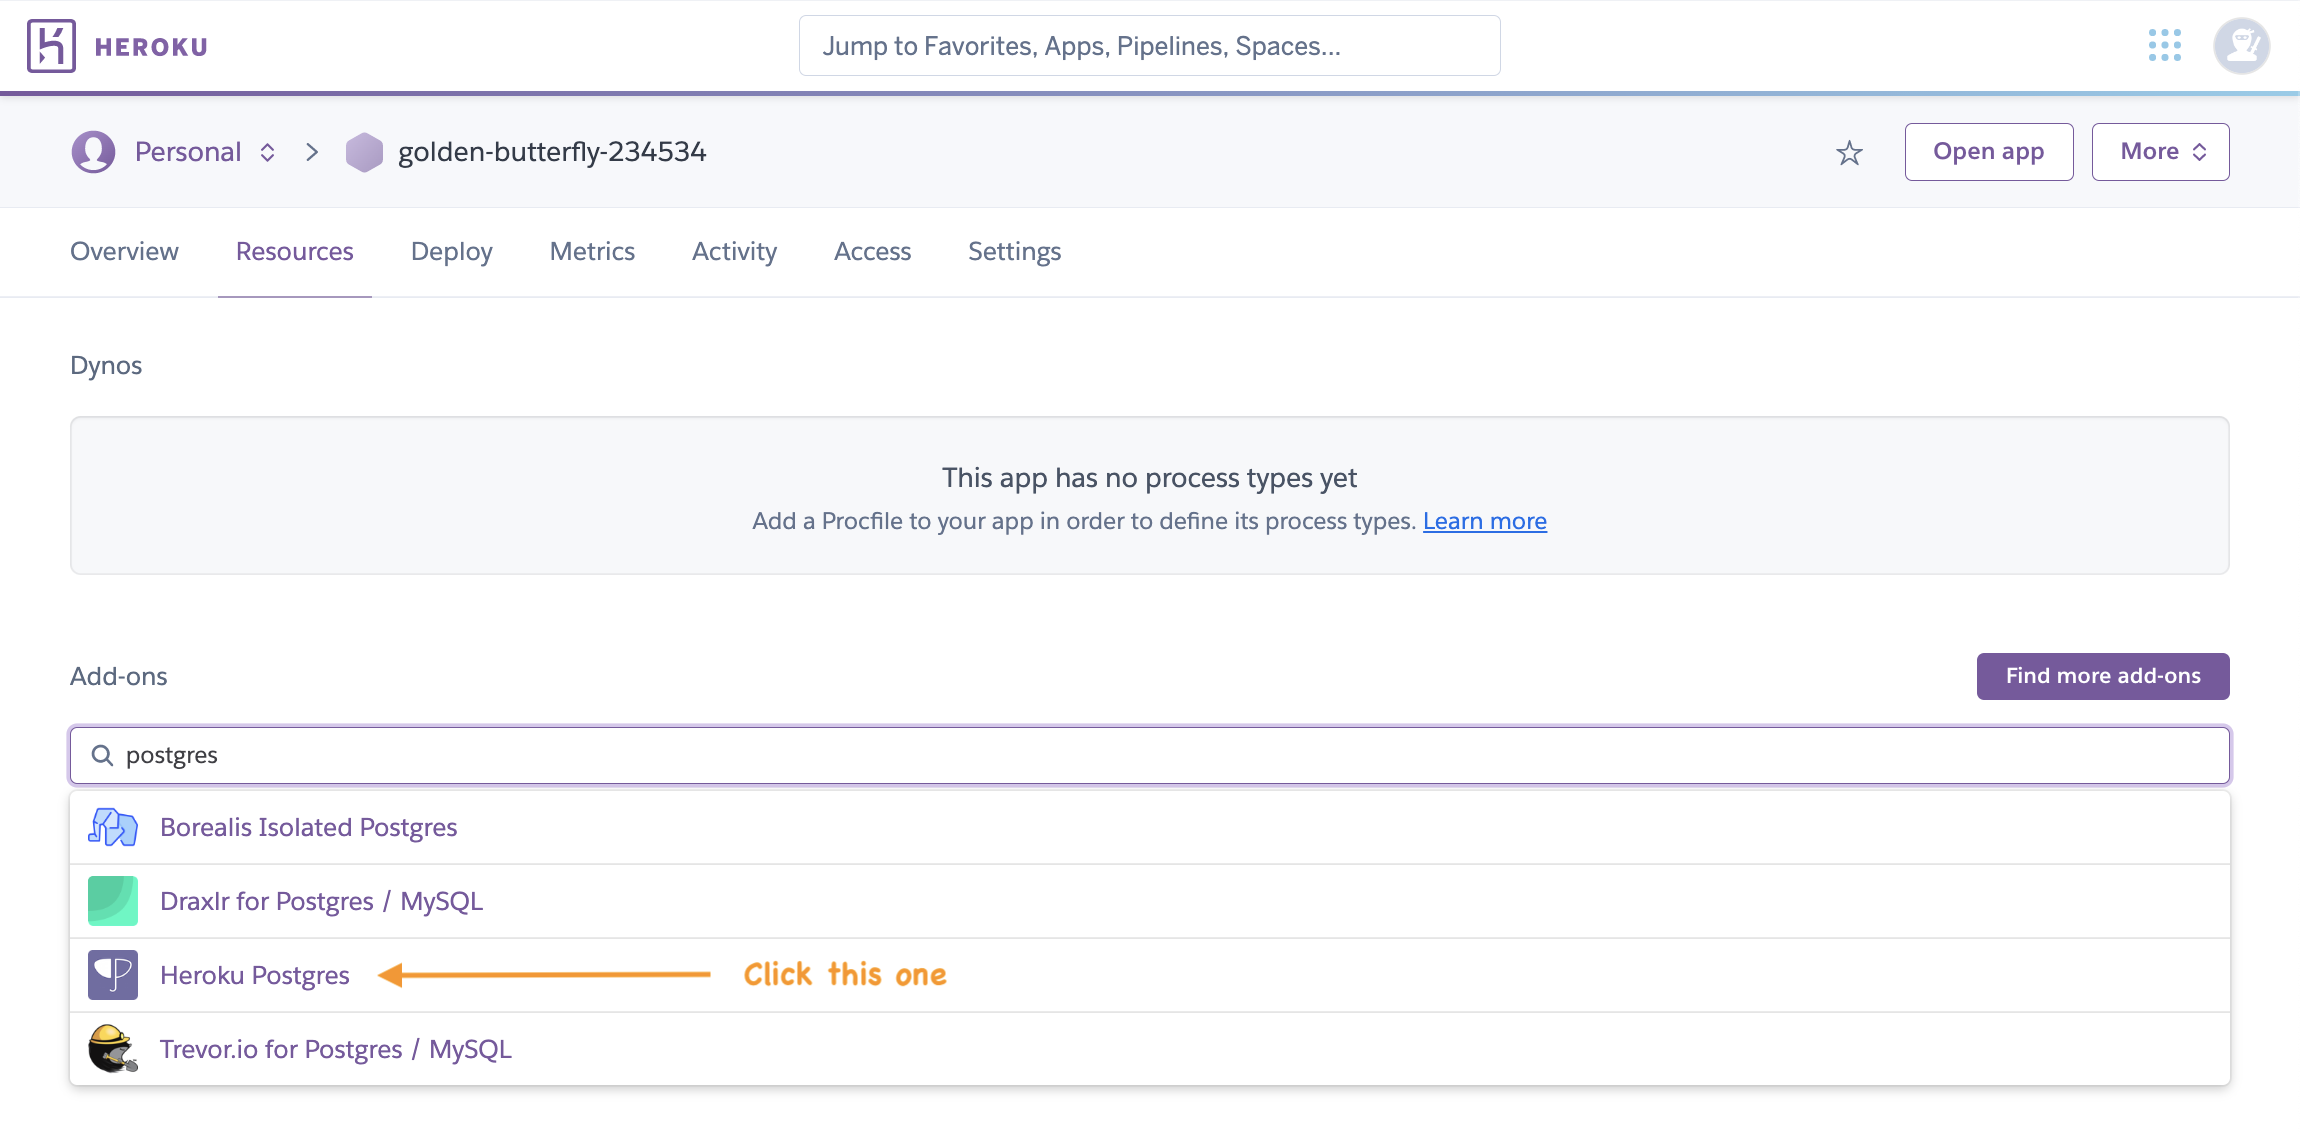 HEROKU
Jump to Favorites, Apps, Pipelines, Spaces...
Personal > golden-butterfly-234534
Open app
More
Overview Resources Deploy Metrics Activity Access Settings
Dynos
This app has no process types yet
Add a Procfile to your app in order to define its process types. Learn more
Add-ons
Find more add-ons
postgres
Borealis Isolated Postgres
Draxlr for Postgres / MySQL
Heroku Postgres
Click this one
Trevor.io for Postgres / MySQL